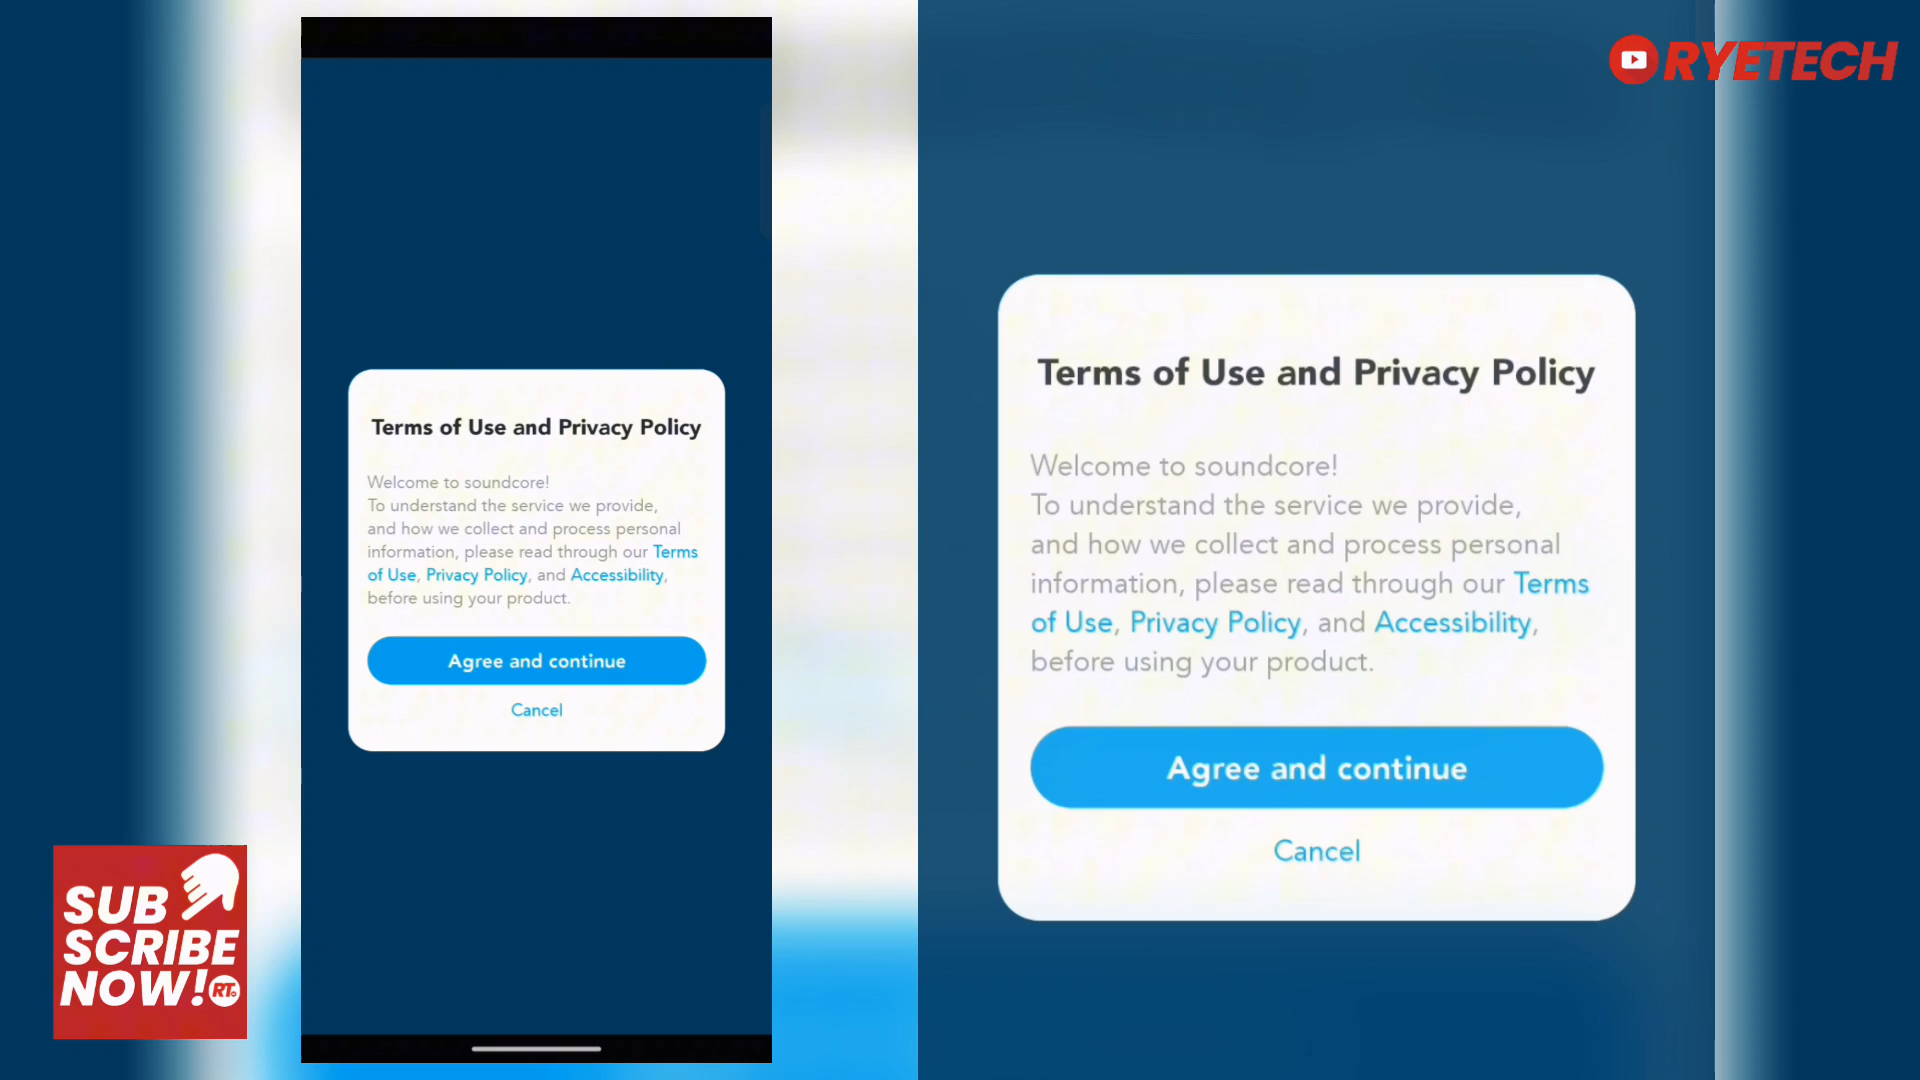 RYETECH
Terms of Use and Privacy Policy
Welcome to soundcore!
To understand the service we provide,
and how we collect and process personal
information, please read through our Terms
of Use, Privacy Policy, and Accessibility,
before using your product.
Agree and continue
Cancel
Terms of Use and Privacy Policy
Welcome to soundcore!
To understand the service we provide,
and how we collect and process personal
information, please read through our Terms
of Use, Privacy Policy, and Accessibility,
before using your product.
Agree and continue
Cancel
SUB
SCRIBE
NOW! RT.